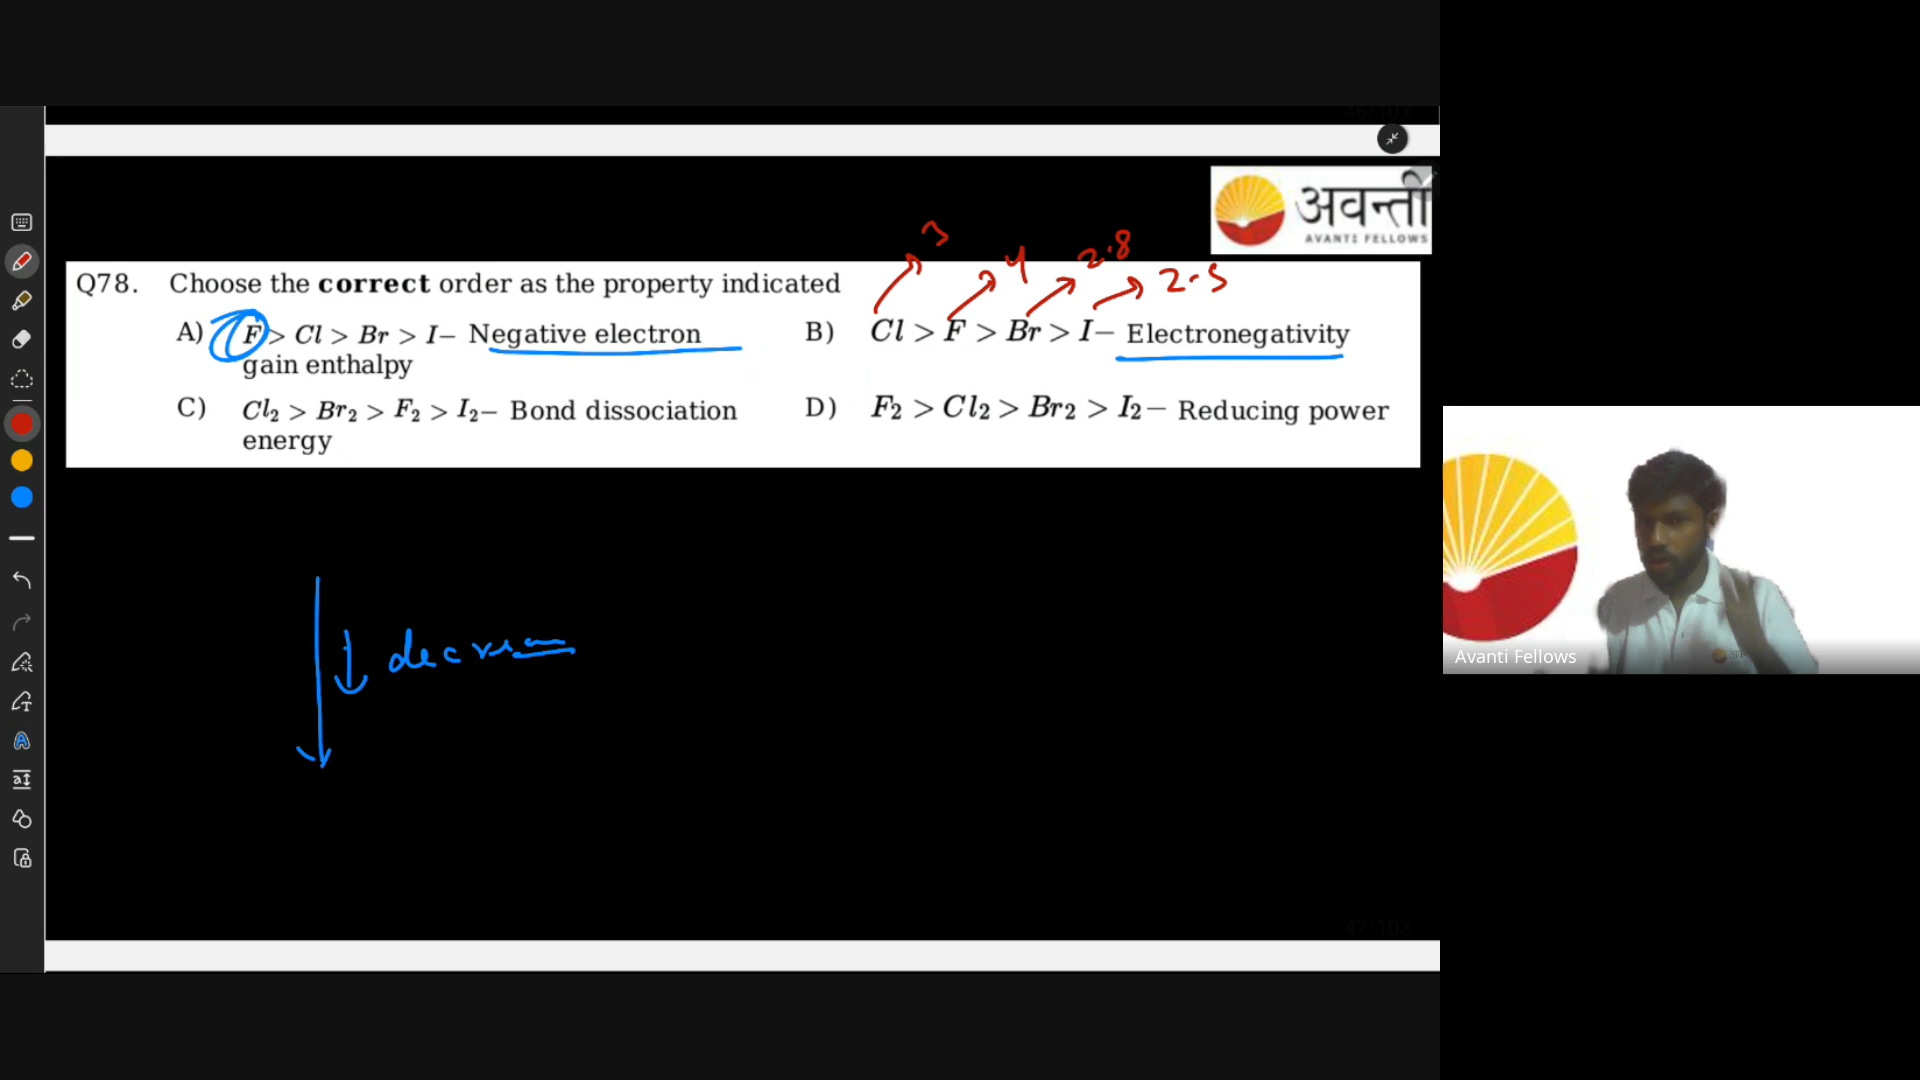 अवन्ती
AVANTI FELLOWS
3
4
2.8
2.5
Q78. Choose the correct order as the property indicated
A) F > Cl > Br > I− Negative electron
gain enthalpy
B) Cl > F > Br > I− Electronegativity
C) Cl₂ > Br₂ > F₂ > I₂− Bond dissociation
energy
D) F₂ > Cl₂ > Br₂ > I₂− Reducing power
Avanti Fellows
47/103